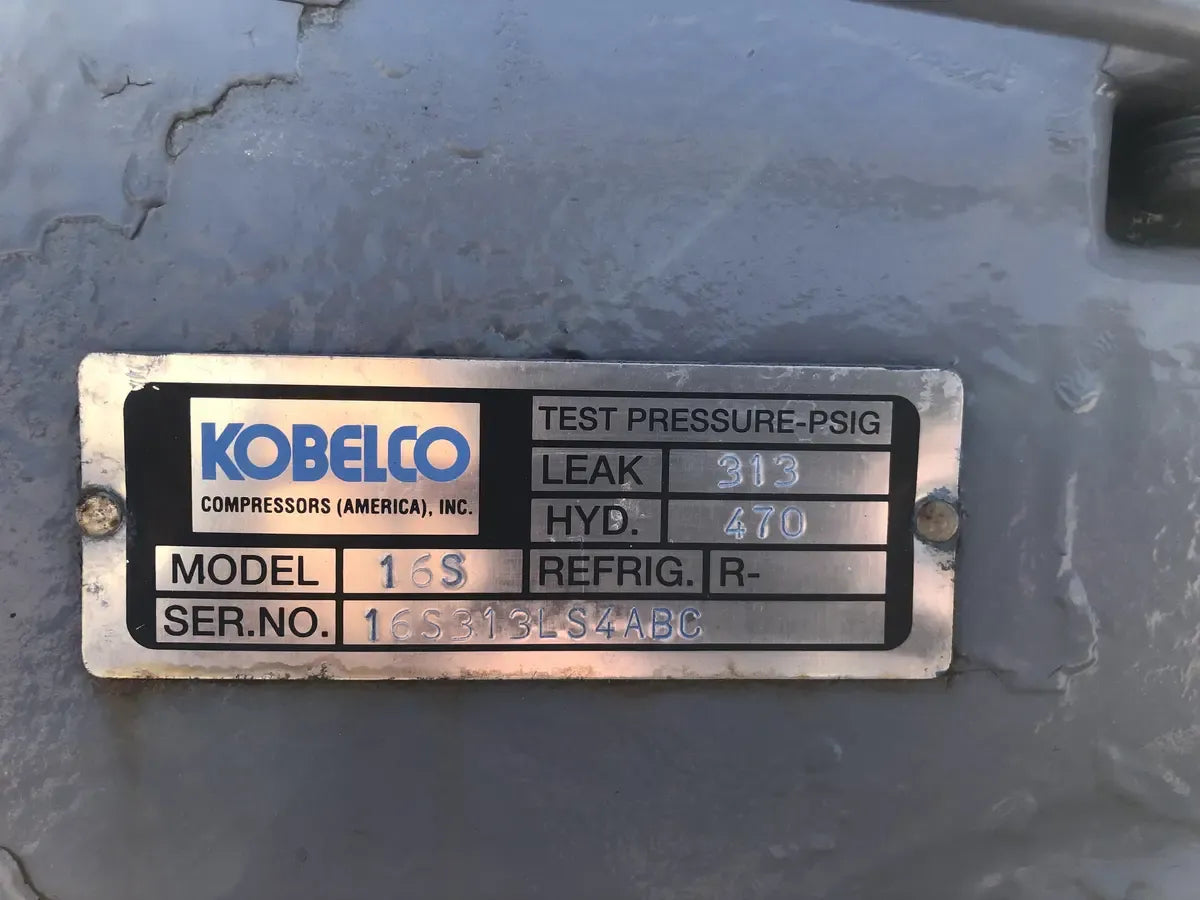 KOBELCO
COMPRESSORS (AMERICA), INC.
TEST PRESSURE-PSIG
LEAK 313
HYD. 470
MODEL 16S REFRIG. R-
SER.NO. 16S313LS4ABC